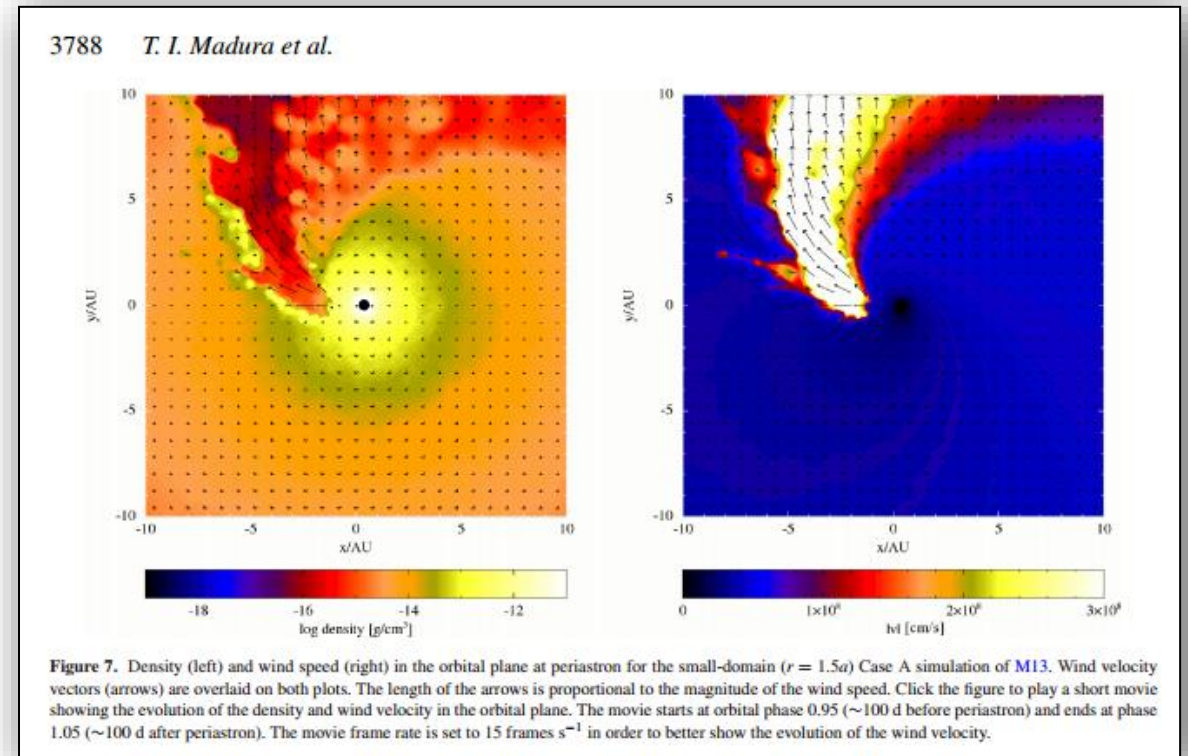 3788 T. I. Madura et al.
10
5
0
-5
-10
y/AU
-10 -5 0 5 10
x/AU
-18 -16 -14 -12
log density [g/cm³]
10
5
0
-5
-10
y/AU
-10 -5 0 5 10
x/AU
0 1×10⁸ 2×10⁸ 3×10⁸
|v| [cm/s]
Figure 7. Density (left) and wind speed (right) in the orbital plane at periastron for the small-domain (r = 1.5a) Case A simulation of M13. Wind velocity
vectors (arrows) are overlaid on both plots. The length of the arrows is proportional to the magnitude of the wind speed. Click the figure to play a short movie
showing the evolution of the density and wind velocity in the orbital plane. The movie starts at orbital phase 0.95 (∼100 d before periastron) and ends at phase
1.05 (∼100 d after periastron). The movie frame rate is set to 15 frames s⁻¹ in order to better show the evolution of the wind velocity.